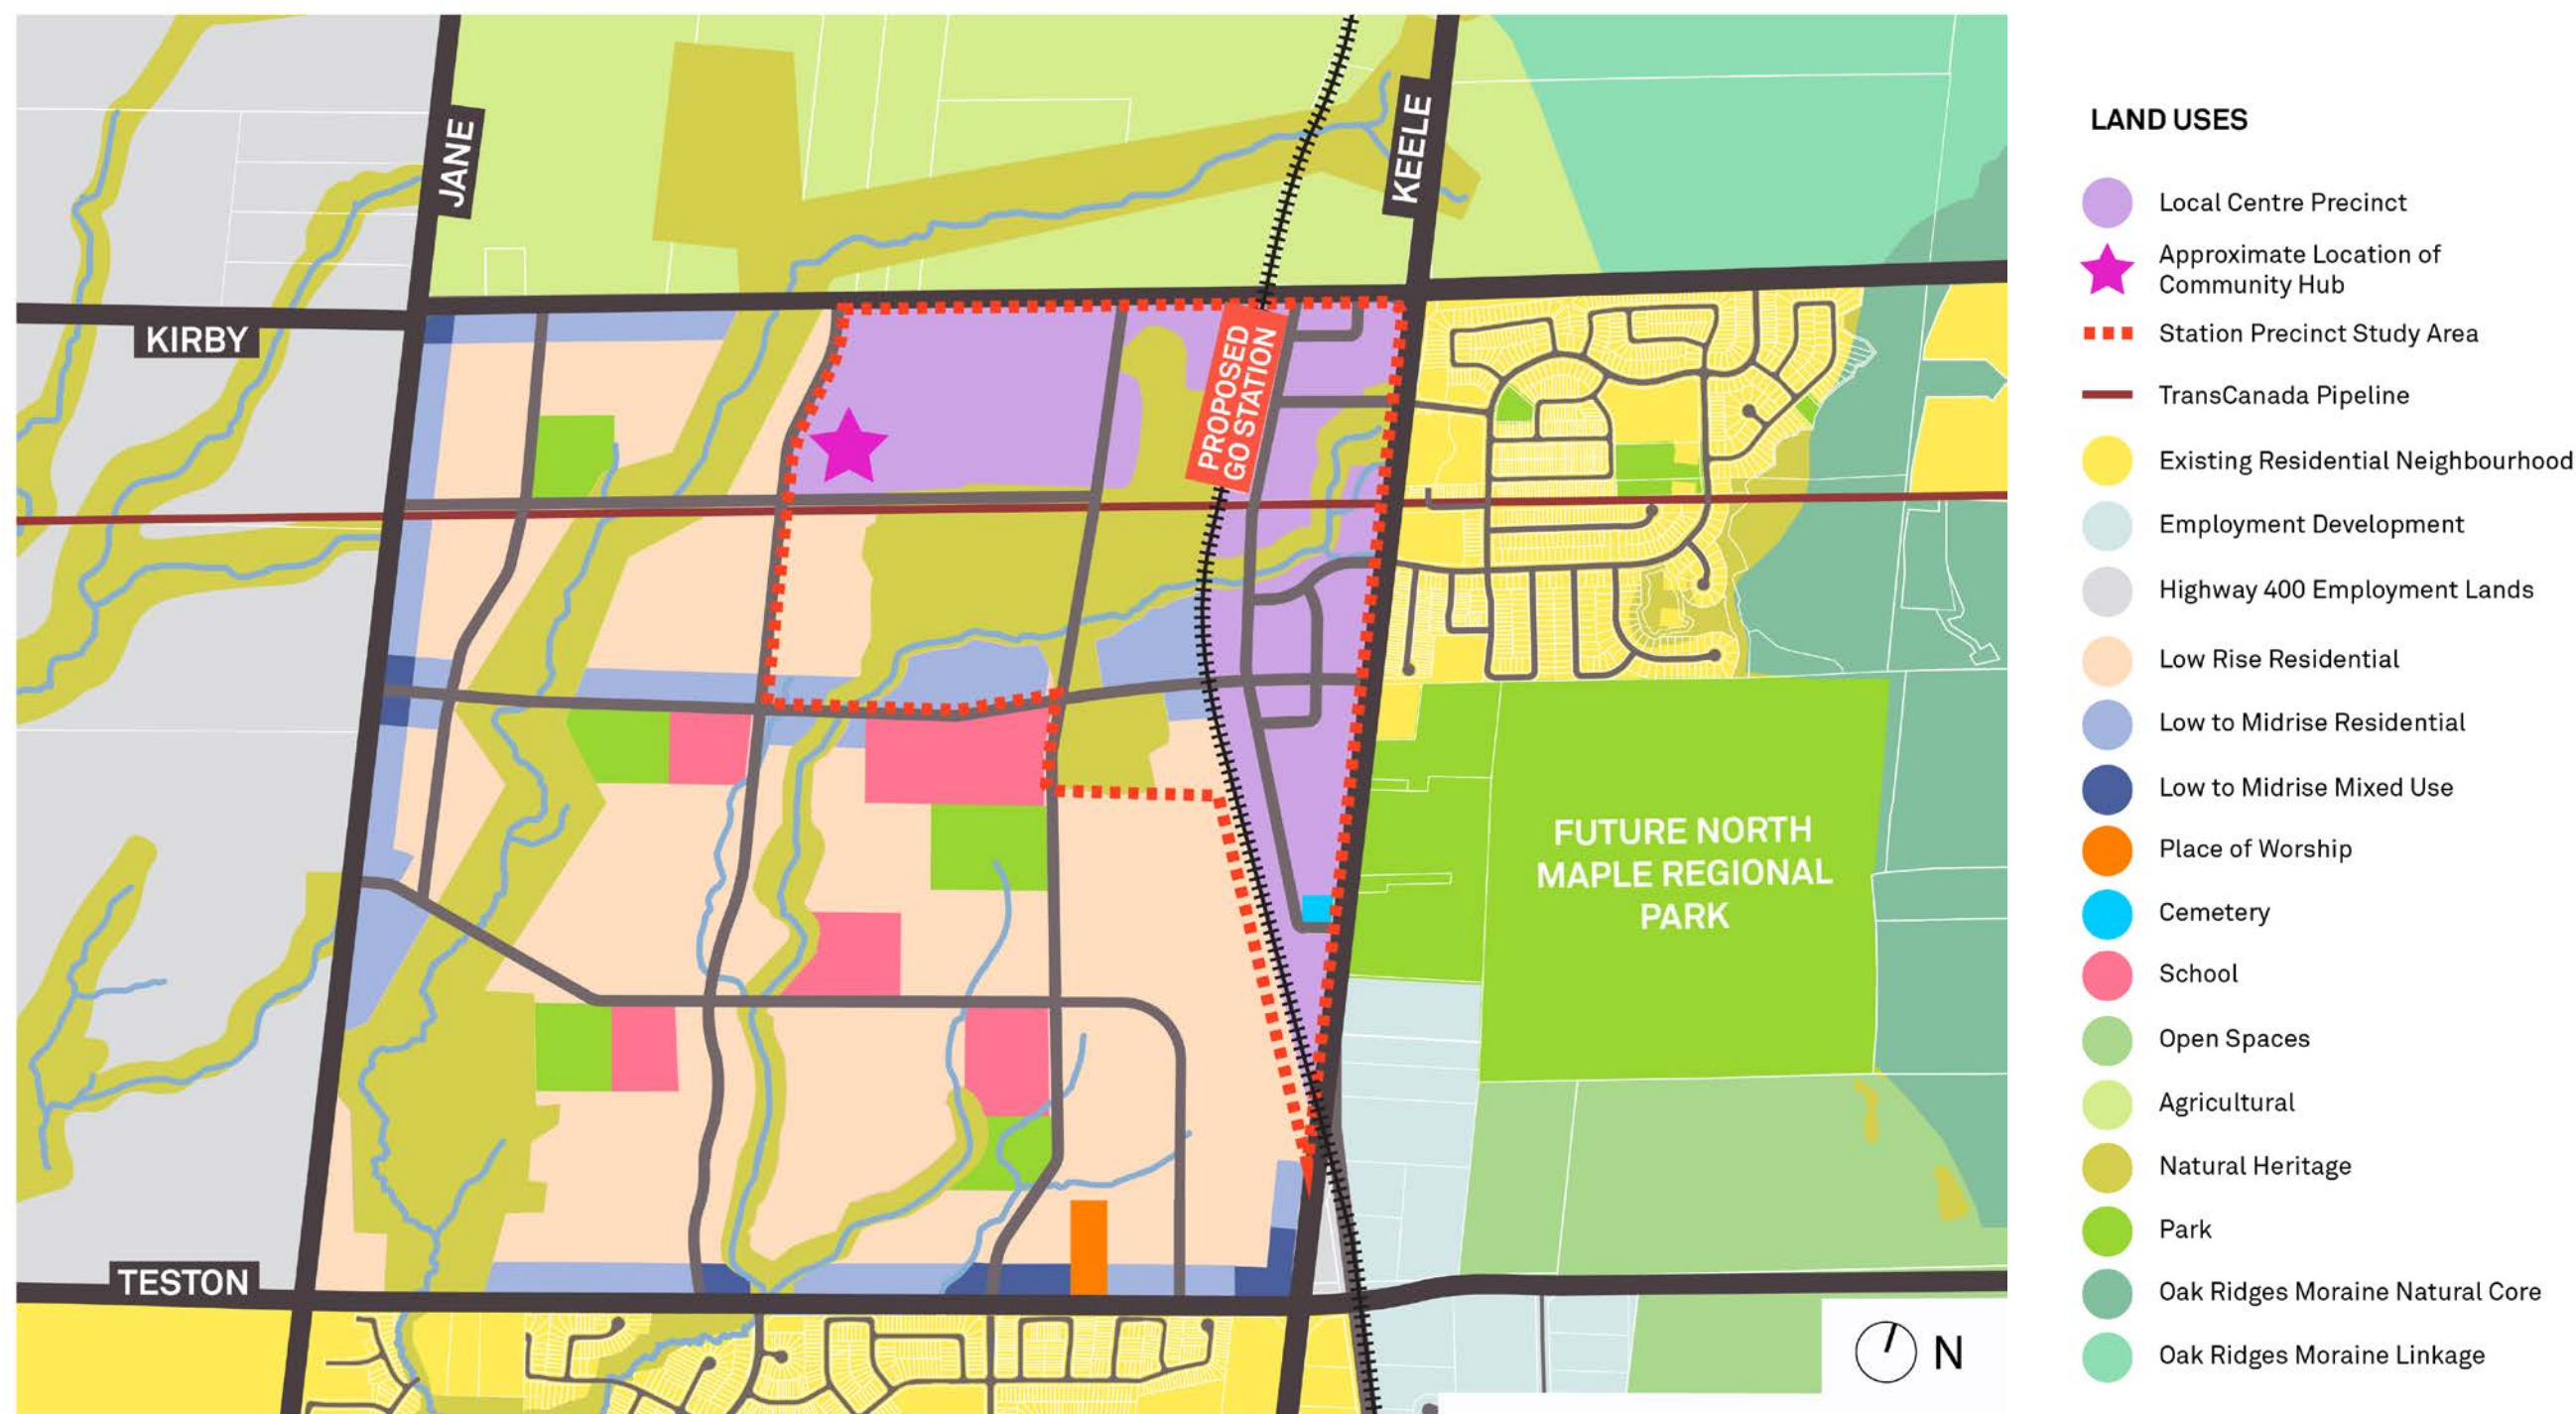 JANE
KEELE
KIRBY
PROPOSED
GO STATION
FUTURE NORTH
MAPLE REGIONAL
PARK
TESTON
N
LAND USES
Local Centre Precinct
Approximate Location of
Community Hub
Station Precinct Study Area
TransCanada Pipeline
Existing Residential Neighbourhood
Employment Development
Highway 400 Employment Lands
Low Rise Residential
Low to Midrise Residential
Low to Midrise Mixed Use
Place of Worship
Cemetery
School
Open Spaces
Agricultural
Natural Heritage
Park
Oak Ridges Moraine Natural Core
Oak Ridges Moraine Linkage